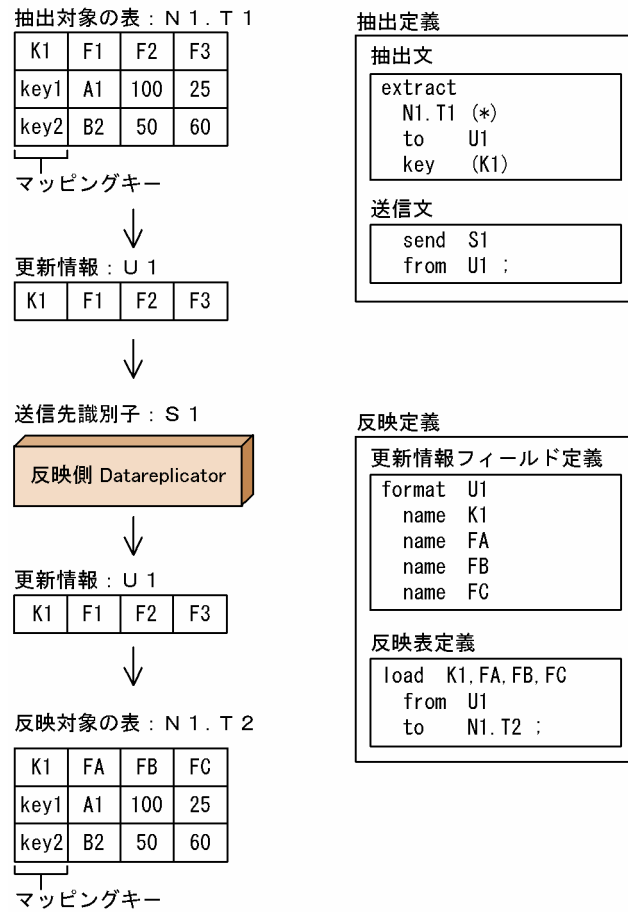 抽出対象の表：Ｎ１.Ｔ１
K1 F1 F2 F3
key1 A1 100 25
key2 B2 50 60
マッピングキー
更新情報：Ｕ１
K1 F1 F2 F3
送信先識別子：Ｓ１
反映側 Datareplicator
更新情報：Ｕ１
K1 F1 F2 F3
反映対象の表：Ｎ１.Ｔ２
K1 FA FB FC
key1 A1 100 25
key2 B2 50 60
マッピングキー
抽出定義
抽出文
extract
N1.T1 (*)
to U1
key (K1)
送信文
send S1
from U1 ;
反映定義
更新情報フィールド定義
format U1
name K1
name FA
name FB
name FC
反映表定義
load K1,FA,FB,FC
from U1
to N1.T2 ;